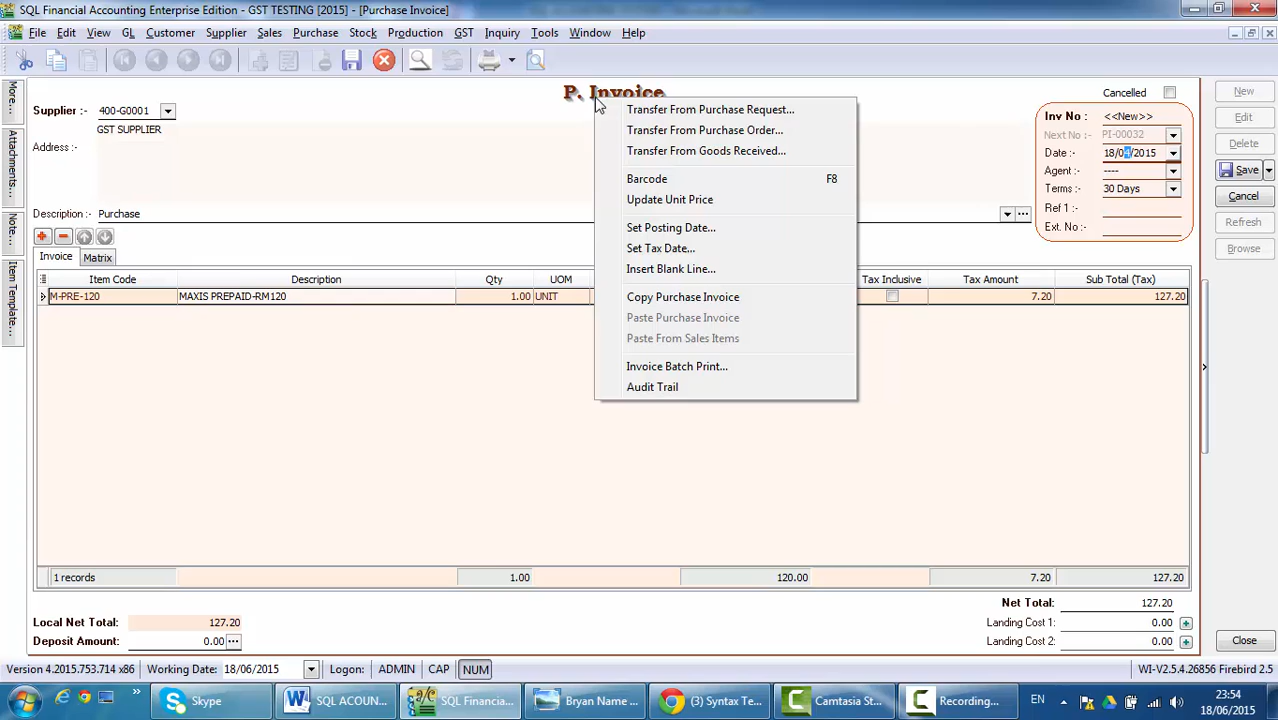 SQL Financial Accounting Enterprise Edition - GST TESTING [2015] - [Purchase Invoice]
File Edit View GL Customer Supplier Sales Purchase Stock Production GST Inquiry Tools Window Help
More...
Attachments...
Note...
Item Template...
P. Invoice
Supplier : 400-G0001
GST SUPPLIER
Address :
Description :- Purchase
Cancelled
Inv No : <<New>>
Next No : PI-00032
Date :- 18/04/2015
Agent : ----
Terms : 30 Days
Ref 1 :-
Ext. No :
New
Edit
Delete
Save
Cancel
Refresh
Browse
Transfer From Purchase Request...
Transfer From Purchase Order...
Transfer From Goods Received...
Barcode F8
Update Unit Price
Set Posting Date...
Set Tax Date...
Insert Blank Line...
Copy Purchase Invoice
Paste Purchase Invoice
Paste From Sales Items
Invoice Batch Print...
Audit Trail
Invoice Matrix
Item Code Description Qty UOM Tax Inclusive Tax Amount Sub Total (Tax)
M-PRE-120 MAXIS PREPAID-RM120 1.00 UNIT 7.20 127.20
1 records 1.00 120.00 7.20 127.20
Net Total: 127.20
Local Net Total: 127.20
Landing Cost 1: 0.00
Deposit Amount: 0.00
Landing Cost 2: 0.00
Close
Version 4.2015.753.714 x86 Working Date: 18/06/2015 Logon: ADMIN CAP NUM WI-V2.5.4.26856 Firebird 2.5
Skype SQL ACOUN... SQL Financi... Bryan Name ... (3) Syntax Te... Camtasia St... Recording... EN 23:54
18/06/2015